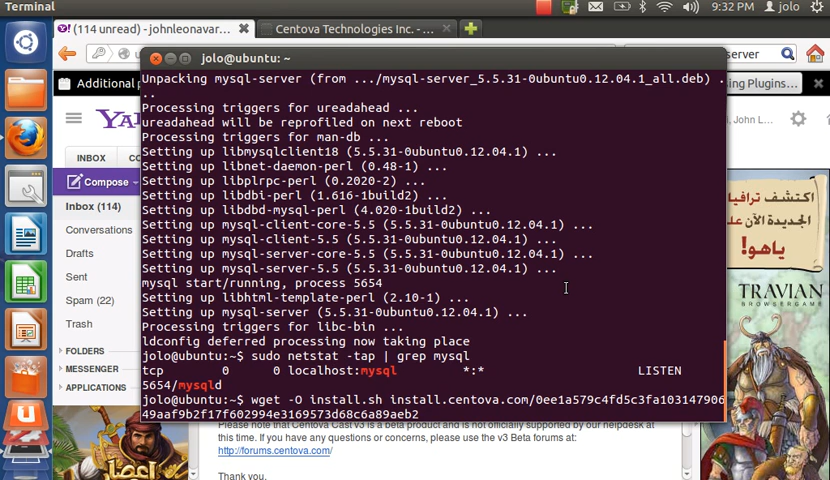 Terminal
9:32 PM
jolo
(114 unread) - johnleonavar
Centova Technologies Inc. -
Additional p
jolo@ubuntu: ~
erver
ing Plugins...
YA
, John L...
INBOX
CO
Compose
Inbox (114)
Conversations
Drafts
Sent
Spam (22)
Trash
FOLDERS
MESSENGER
APPLICATIONS
Unpacking mysql-server (from .../mysql-server_5.5.31-0ubuntu0.12.04.1_all.deb) .
..
Processing triggers for ureadahead ...
ureadahead will be reprofiled on next reboot
Processing triggers for man-db ...
Setting up libmysqlclient18 (5.5.31-0ubuntu0.12.04.1) ...
Setting up libnet-daemon-perl (0.48-1) ...
Setting up libplrpc-perl (0.2020-2) ...
Setting up libdbi-perl (1.616-1build2) ...
Setting up libdbd-mysql-perl (4.020-1build2) ...
Setting up mysql-client-core-5.5 (5.5.31-0ubuntu0.12.04.1) ...
Setting up mysql-client-5.5 (5.5.31-0ubuntu0.12.04.1) ...
Setting up mysql-server-core-5.5 (5.5.31-0ubuntu0.12.04.1) ...
Setting up mysql-server-5.5 (5.5.31-0ubuntu0.12.04.1) ...
mysql start/running, process 5654
Setting up libhtml-template-perl (2.10-1) ...
Setting up mysql-server (5.5.31-0ubuntu0.12.04.1) ...
Processing triggers for libc-bin ...
ldconfig deferred processing now taking place
jolo@ubuntu:~$ sudo netstat -tap | grep mysql
tcp 0 0 localhost:mysql *:* LISTEN
5654/mysqld
jolo@ubuntu:~$ wget -O install.sh install.centova.com/0ee1a579c4fd5c3fa103147906
49aaf9b2f17f602994e3169573d68c6a89aeb2
Please note that Centova Cast v3 is a beta product and is not officially supported by our helpdesk at
this time. If you have any questions or concerns, please use the v3 Beta forums at:
http://forums.centova.com/
Thank you,
اكتشف ترافيا
الجديدة الآن على
ياهو!
TRAVIAN
BROWSERGAME